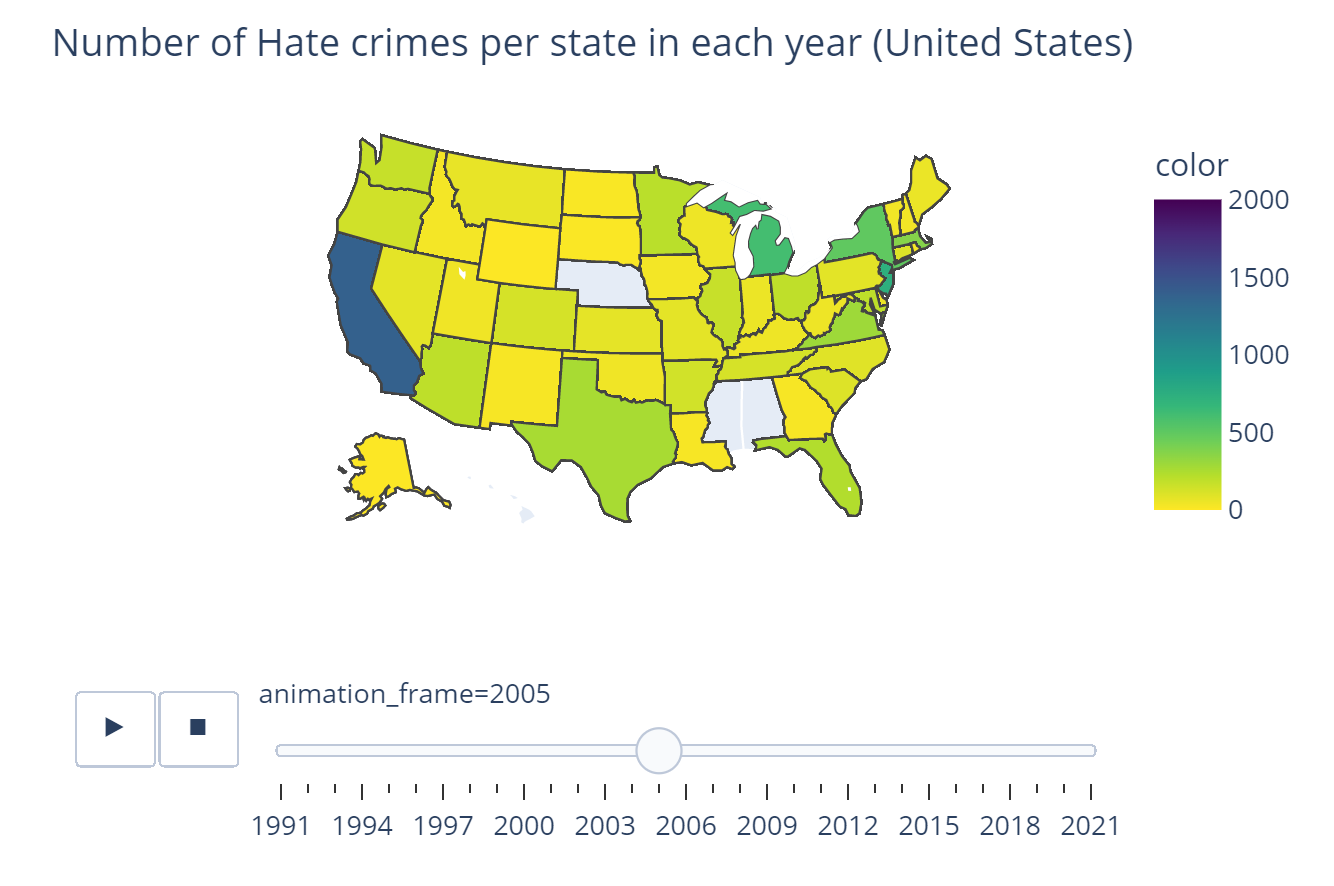 Number of Hate crimes per state in each year (United States)
color
2000
1500
1000
500
0
animation_frame=2005
1991 1994 1997 2000 2003 2006 2009 2012 2015 2018 2021